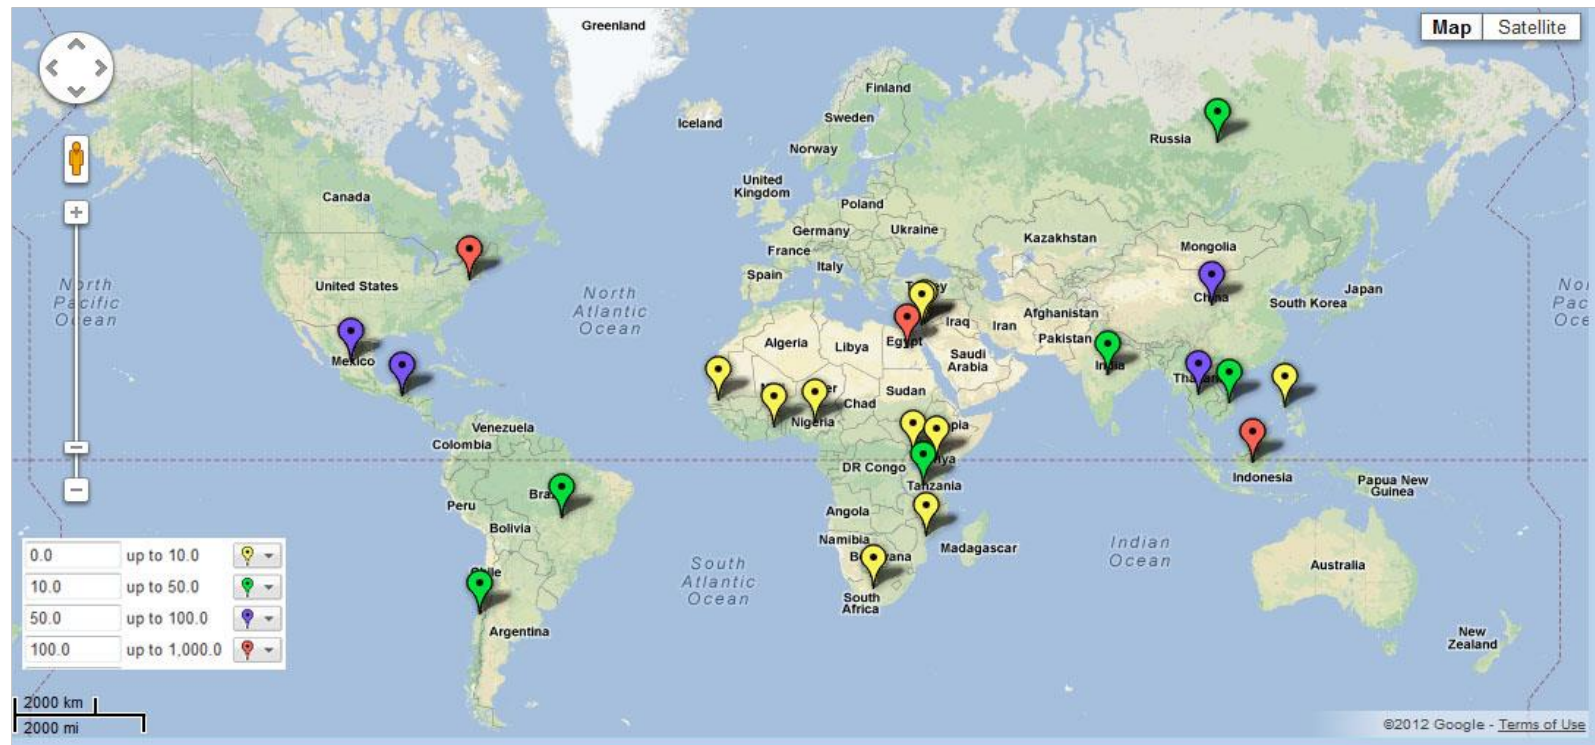 Greenland
Map Satellite
Finland
Iceland
Sweden
Russia
Norway
United
Kingdom
Canada
Poland
Germany
Ukraine
Kazakhstan
Mongolia
France
Italy
Spain
United States
North
Pacific
Ocean
North
Atlantic
Ocean
China
Japan
South Korea
Afghanistan
Iraq
Iran
Pakistan
Algeria
Libya
Egypt
Saudi
Arabia
India
Mexico
Sudan
Chad
Nigeria
Venezuela
Colombia
DR Congo
Tanzania
Indonesia
Papua New
Guinea
Peru
Bolivia
Angola
Namibia
Madagascar
Indian
Ocean
South
Atlantic
Ocean
Australia
South
Africa
Argentina
New
Zealand
0.0 up to 10.0
10.0 up to 50.0
50.0 up to 100.0
100.0 up to 1,000.0
2000 km
2000 mi
©2012 Google - Terms of Use